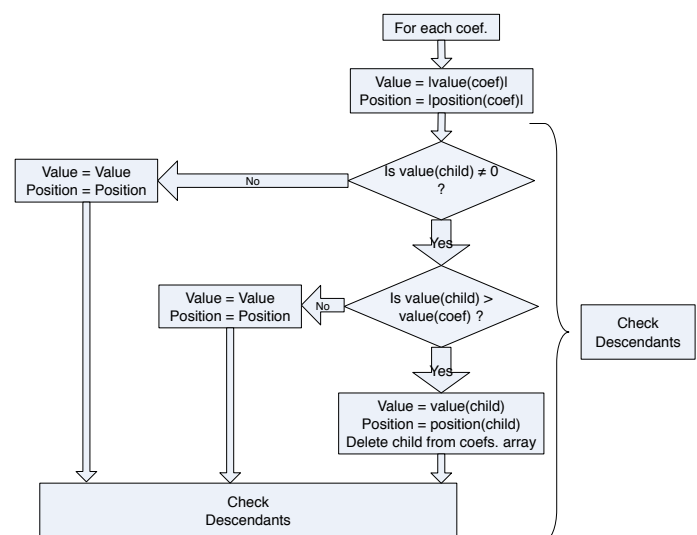 For each coef.
Value = |value(coef)|
Position = |position(coef)|
Is value(child) ≠ 0
?
Value = Value
Position = Position
No
Yes
Is value(child) >
value(coef) ?
Value = Value
Position = Position
No
Check
Descendants
Yes
Value = value(child)
Position = position(child)
Delete child from coefs. array
Check
Descendants